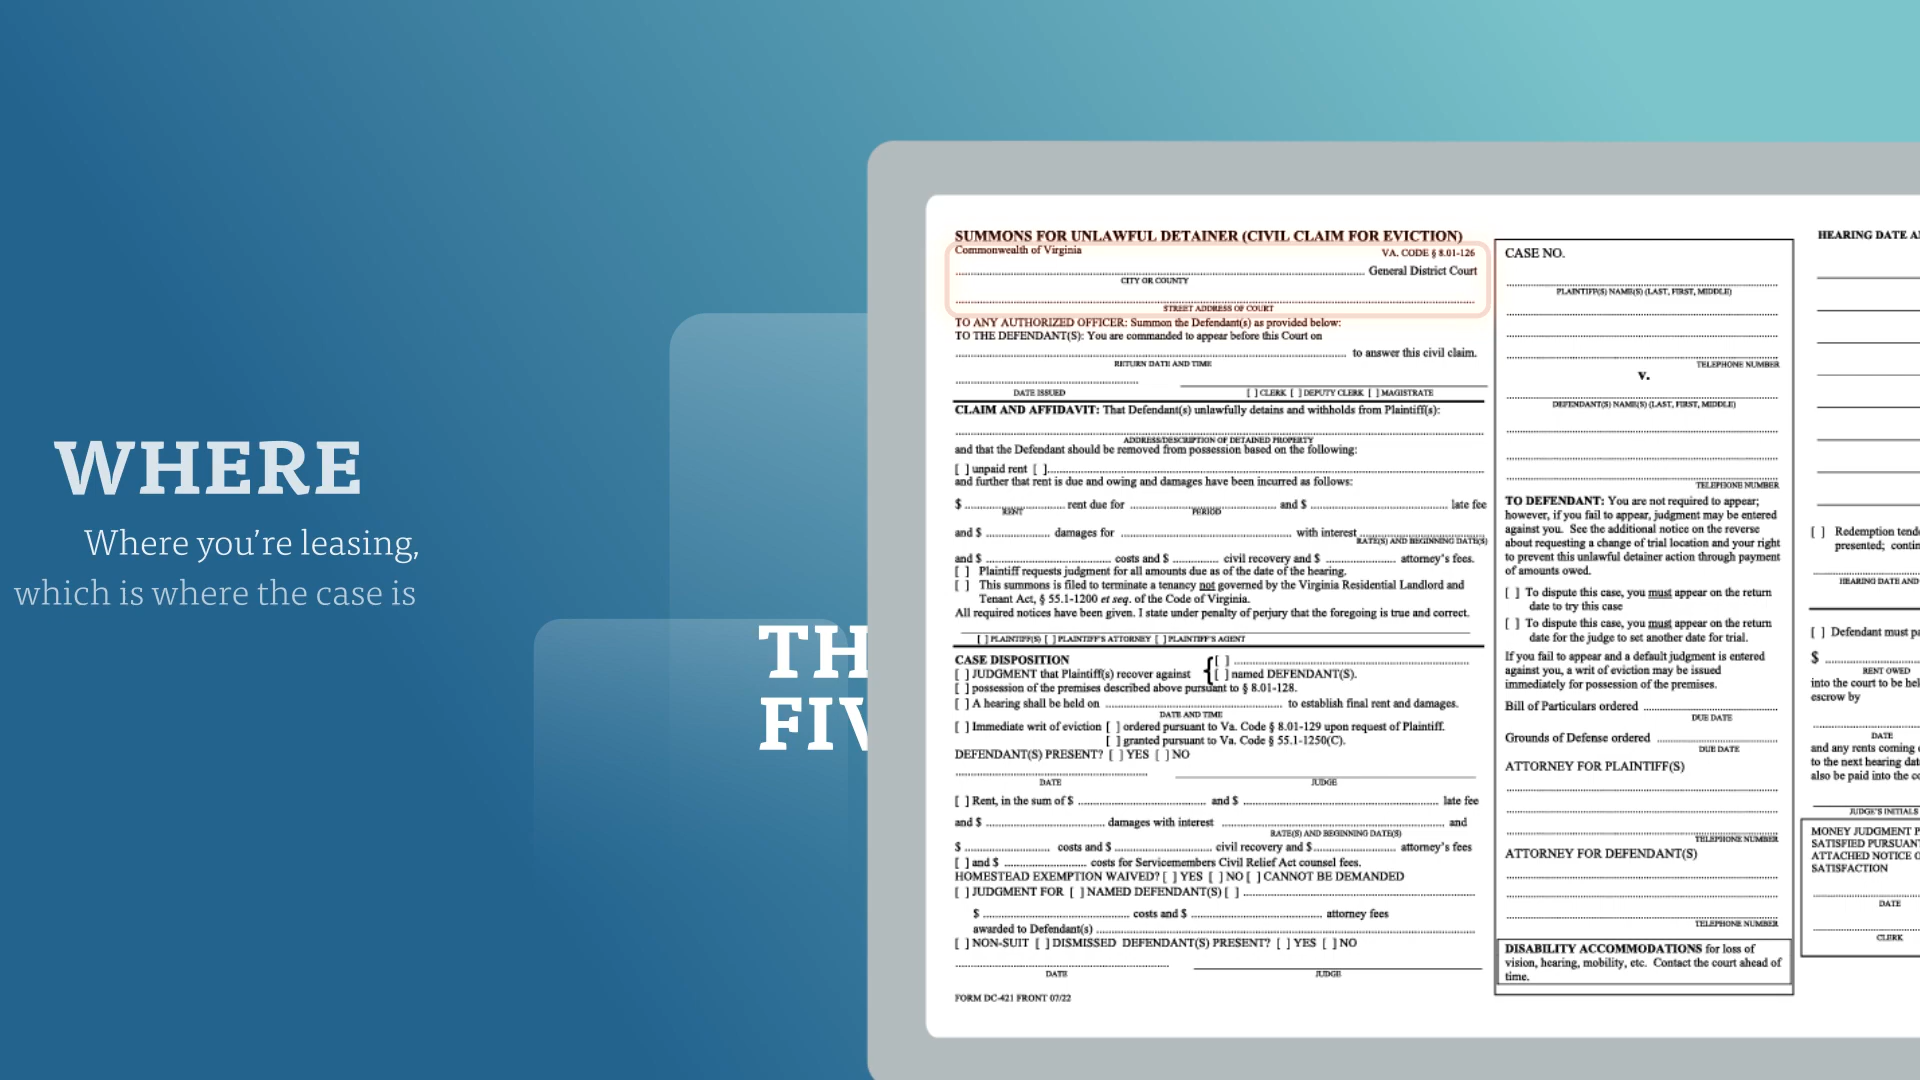 WHERE
Where you're leasing,
which is where the case is
TH
FIV
SUMMONS FOR UNLAWFUL DETAINER (CIVIL CLAIM FOR EVICTION)
Commonwealth of Virginia VA. CODE § 8.01-126
General District Court
CITY OR COUNTY
STREET ADDRESS OF COURT
TO ANY AUTHORIZED OFFICER: Summon the Defendant(s) as provided below:
TO THE DEFENDANT(S): You are commanded to appear before this Court on
to answer this civil claim.
RETURN DATE AND TIME
DATE ISSUED [ ] CLERK [ ] DEPUTY CLERK [ ] MAGISTRATE
CLAIM AND AFFIDAVIT: That Defendant(s) unlawfully detains and withholds from Plaintiff(s):
ADDRESS/DESCRIPTION OF DETAINED PROPERTY
and that the Defendant should be removed from possession based on the following:
[ ] unpaid rent [ ]
and further that rent is due and owing and damages have been incurred as follows:
$ rent due for and $ late fee
RENT PERIOD
and $ damages for with interest
RATE(S) AND BEGINNING DATE(S)
and $ costs and $ civil recovery and $ attorney's fees.
[ ] Plaintiff requests judgment for all amounts due as of the date of the hearing.
[ ] This summons is filed to terminate a tenancy not governed by the Virginia Residential Landlord and
Tenant Act, § 55.1-1200 et seq. of the Code of Virginia.
All required notices have been given. I state under penalty of perjury that the foregoing is true and correct.
[ ] PLAINTIFF(S) [ ] PLAINTIFF'S ATTORNEY [ ] PLAINTIFF'S AGENT
CASE DISPOSITION [ ]
[ ] JUDGMENT that Plaintiff(s) recover against { [ ] named DEFENDANT(S).
[ ] possession of the premises described above pursuant to § 8.01-128.
[ ] A hearing shall be held on to establish final rent and damages.
DATE AND TIME
[ ] Immediate writ of eviction [ ] ordered pursuant to Va. Code § 8.01-129 upon request of Plaintiff.
[ ] granted pursuant to Va. Code § 55.1-1250(C).
DEFENDANT(S) PRESENT? [ ] YES [ ] NO
DATE JUDGE
[ ] Rent, in the sum of $ and $ late fee
and $ damages with interest and
RATE(S) AND BEGINNING DATE(S)
$ costs and $ civil recovery and $ attorney's fees
[ ] and $ costs for Servicemembers Civil Relief Act counsel fees.
HOMESTEAD EXEMPTION WAIVED? [ ] YES [ ] NO [ ] CANNOT BE DEMANDED
[ ] JUDGMENT FOR [ ] NAMED DEFENDANT(S) [ ]
$ costs and $ attorney fees
awarded to Defendant(s)
[ ] NON-SUIT [ ] DISMISSED DEFENDANT(S) PRESENT? [ ] YES [ ] NO
DATE JUDGE
FORM DC-421 FRONT 07/22
CASE NO.
PLAINTIFF(S) NAME(S) (LAST, FIRST, MIDDLE)
TELEPHONE NUMBER
v.
DEFENDANT(S) NAME(S) (LAST, FIRST, MIDDLE)
TELEPHONE NUMBER
TO DEFENDANT: You are not required to appear;
however, if you fail to appear, judgment may be entered
against you. See the additional notice on the reverse
about requesting a change of trial location and your right
to prevent this unlawful detainer action through payment
of amounts owed.
[ ] To dispute this case, you must appear on the return
date to try this case
[ ] To dispute this case, you must appear on the return
date for the judge to set another date for trial.
If you fail to appear and a default judgment is entered
against you, a writ of eviction may be issued
immediately for possession of the premises.
Bill of Particulars ordered
DUE DATE
Grounds of Defense ordered
DUE DATE
ATTORNEY FOR PLAINTIFF(S)
TELEPHONE NUMBER
ATTORNEY FOR DEFENDANT(S)
TELEPHONE NUMBER
DISABILITY ACCOMMODATIONS for loss of
vision, hearing, mobility, etc. Contact the court ahead of
time.
HEARING DATE A
[ ] Redemption tend
presented; contin
HEARING DATE AND
[ ] Defendant must pa
$
RENT OWED
into the court to be hel
escrow by
DATE
and any rents coming
to the next hearing dat
also be paid into the co
JUDGE'S INITIALS
MONEY JUDGMENT P
SATISFIED PURSUANT
ATTACHED NOTICE O
SATISFACTION
DATE
CLERK